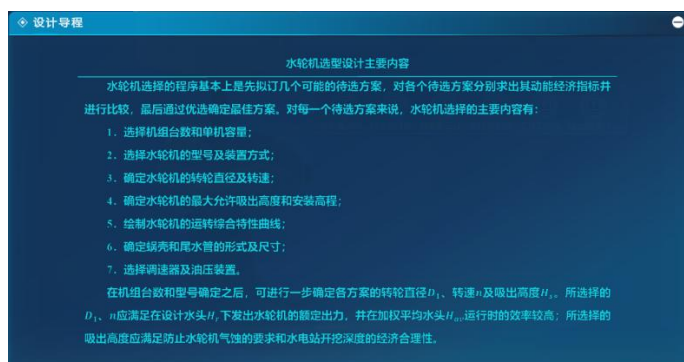 设计导程
水轮机选型设计主要内容
水轮机选择的程序基本上是先拟订几个可能的待选方案，对各个待选方案分别求出其动能经济指标并
进行比较，最后通过优选确定最佳方案。对每一个待选方案来说，水轮机选择的主要内容有：
1．选择机组台数和单机容量；
2．选择水轮机的型号及装置方式；
3．确定水轮机的转轮直径及转速；
4．确定水轮机的最大允许吸出高度和安装高程；
5．绘制水轮机的运转综合特性曲线；
6．确定蜗壳和尾水管的形式及尺寸；
7．选择调速器及油压装置。
在机组台数和型号确定之后，可进行一步确定各方案的转轮直径D₁、转速n及吸出高度Hₛ。所选择的
D₁、n应满足在设计水头Hᵣ下发出水轮机的额定出力，并在加权平均水头Hₐᵥ运行时的效率较高；所选择的
吸出高度应满足防止水轮机气蚀的要求和水电站开挖深度的经济合理性。